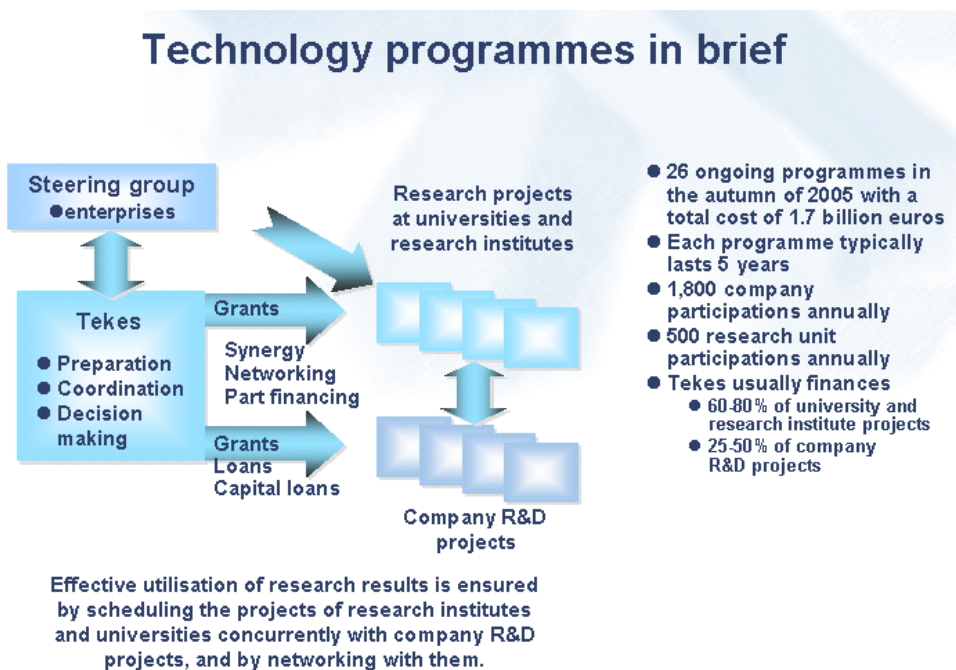 Technology programmes in brief
Steering group
●enterprises
Tekes
● Preparation
● Coordination
● Decision
making
Grants
Synergy
Networking
Part financing
Grants
Loans
Capital loans
Research projects
at universities and
research institutes
Company R&D
projects
● 26 ongoing programmes in
the autumn of 2005 with a
total cost of 1.7 billion euros
● Each programme typically
lasts 5 years
● 1,800 company
participations annually
● 500 research unit
participations annually
● Tekes usually finances
● 60-80% of university and
research institute projects
● 25-50% of company
R&D projects
Effective utilisation of research results is ensured
by scheduling the projects of research institutes
and universities concurrently with company R&D
projects, and by networking with them.